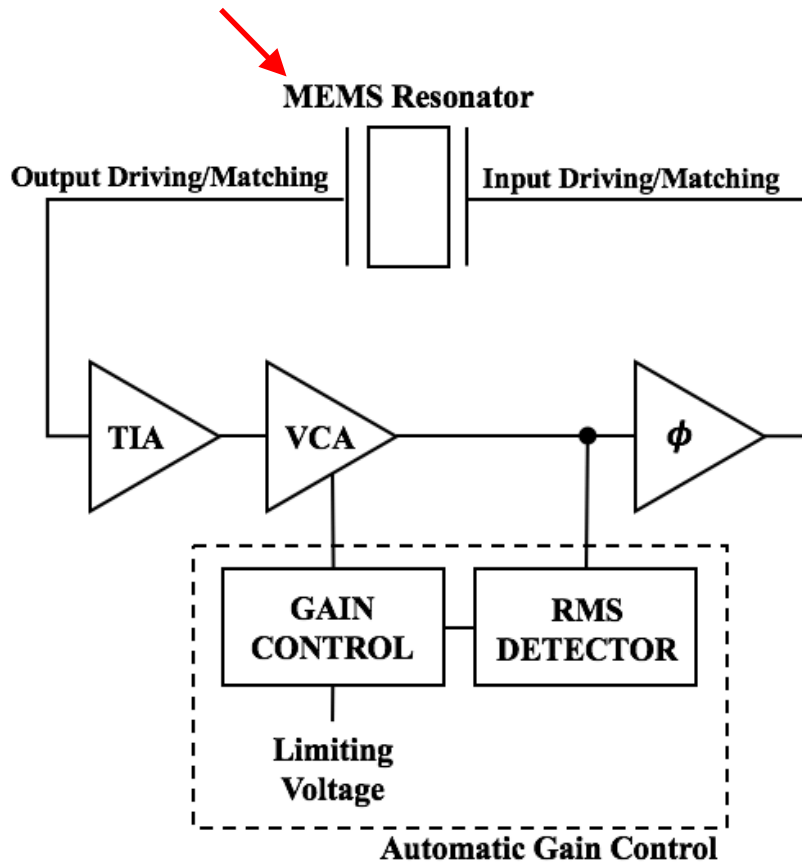 MEMS Resonator
Output Driving/Matching
Input Driving/Matching
TIA
VCA
ϕ
GAIN
CONTROL
RMS
DETECTOR
Limiting
Voltage
Automatic Gain Control